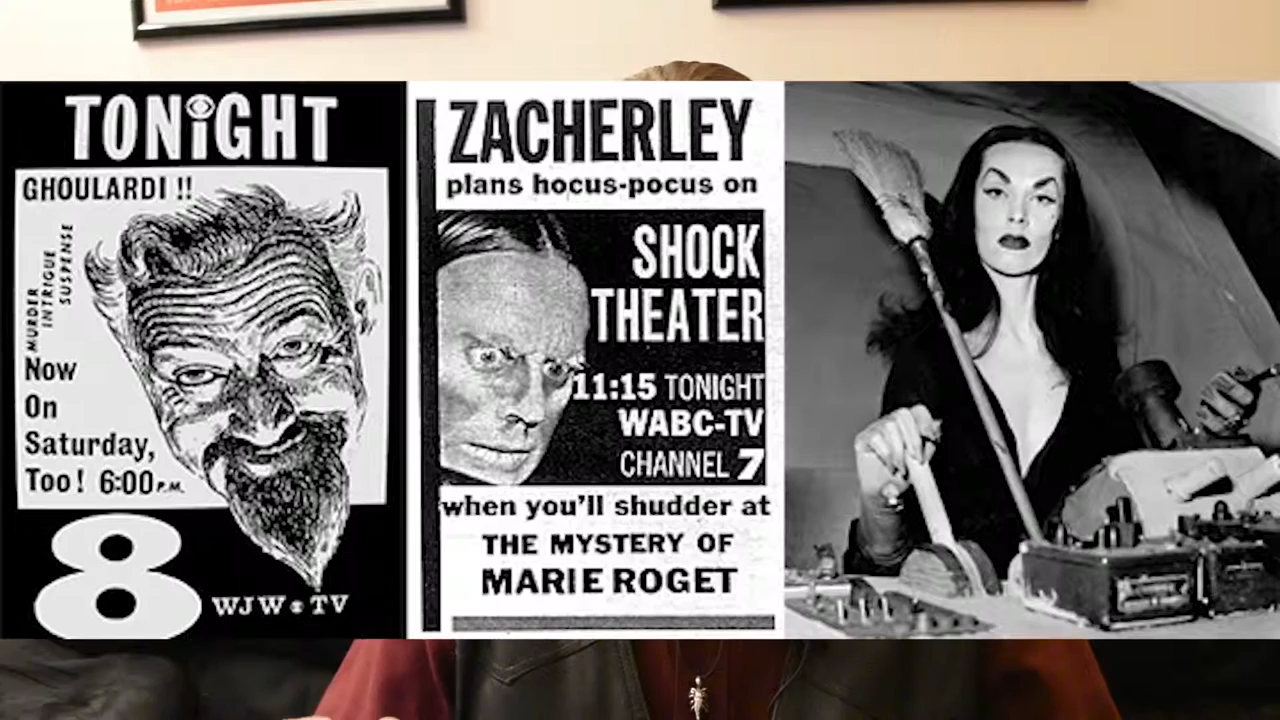 TONiGHT
GHOULARDI !!
MURDER
INTRIGUE
SUSPENSE
Now
On
Saturday,
Too! 6:00 P.M.
8
WJW TV
ZACHERLEY
plans hocus-pocus on
SHOCK
THEATER
11:15 TONIGHT
WABC-TV
CHANNEL 7
when you'll shudder at
THE MYSTERY OF
MARIE ROGET